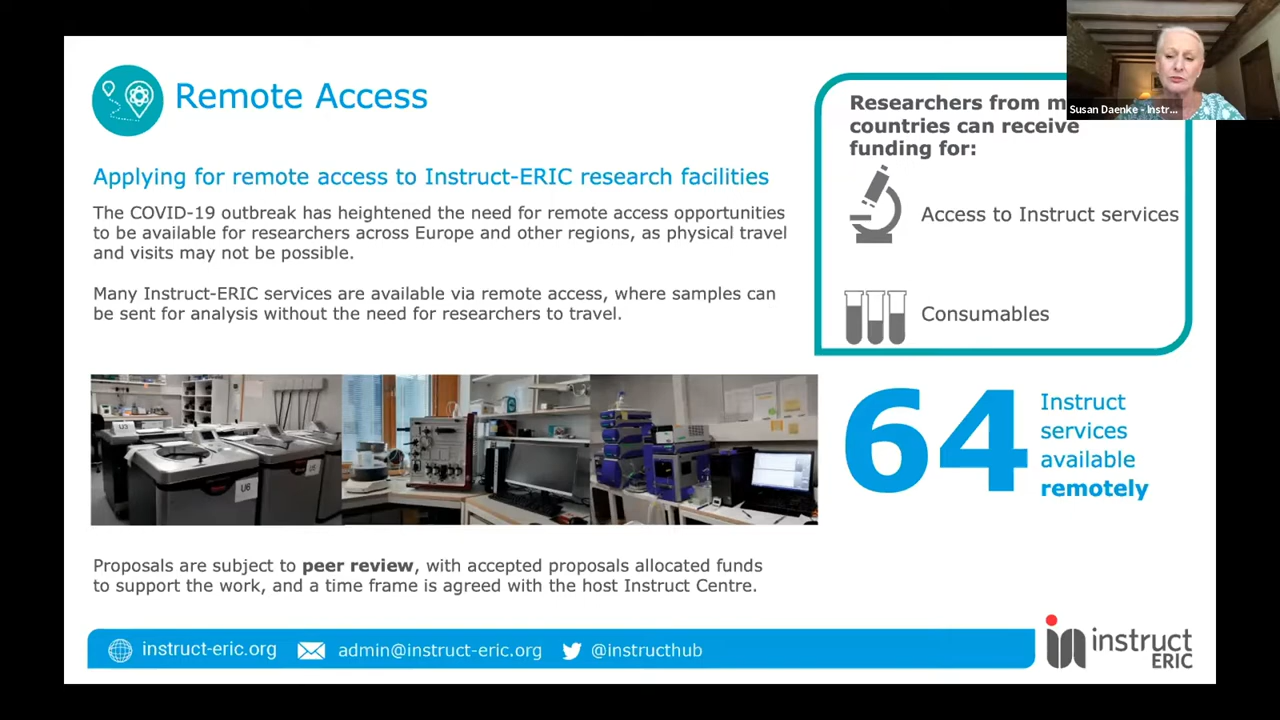 Remote Access
Applying for remote access to Instruct-ERIC research facilities
The COVID-19 outbreak has heightened the need for remote access opportunities
to be available for researchers across Europe and other regions, as physical travel
and visits may not be possible.
Many Instruct-ERIC services are available via remote access, where samples can
be sent for analysis without the need for researchers to travel.
U3
U6
Proposals are subject to peer review, with accepted proposals allocated funds
to support the work, and a time frame is agreed with the host Instruct Centre.
Susan Daenke - Instr...
Researchers from
countries can receive
funding for:
Access to Instruct services
Consumables
64
Instruct
services
available
remotely
instruct-eric.org
admin@instruct-eric.org
@instructhub
instruct
ERIC